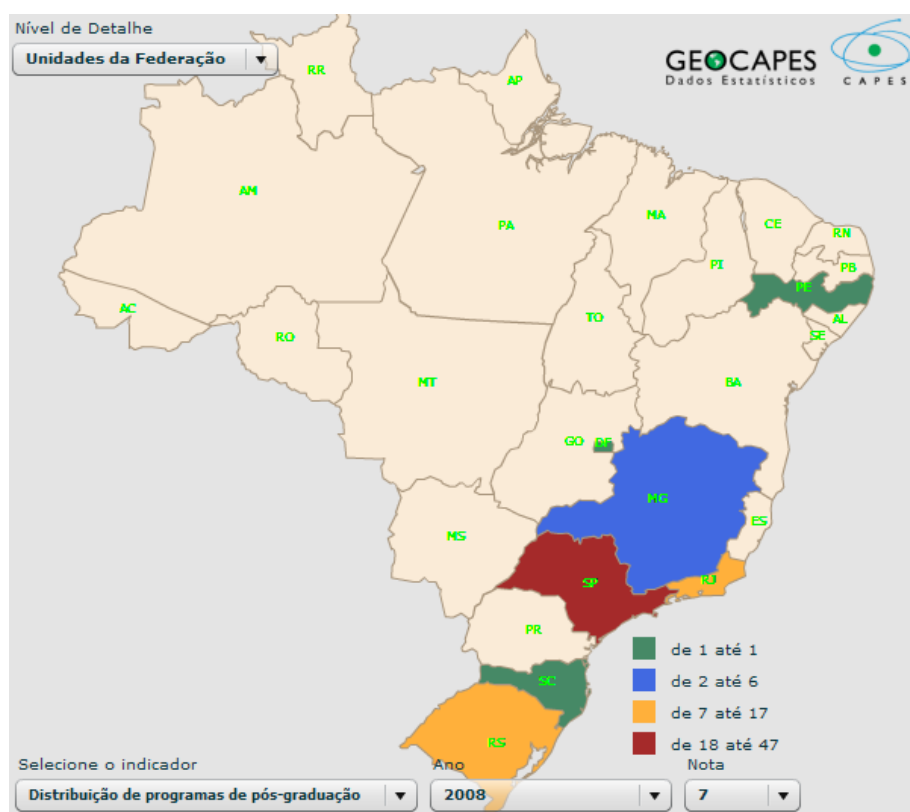 Nível de Detalhe
Unidades da Federação
GEOCAPES
Dados Estatísticos
CAPES
RR
AP
AM
PA
MA
CE
RN
PI
PB
PE
AC
TO
AL
SE
RO
MT
BA
GO
DF
MG
ES
MS
SP
RJ
PR
de 1 até 1
SC
de 2 até 6
de 7 até 17
RS
de 18 até 47
Selecione o indicador
Ano
Nota
Distribuição de programas de pós-graduação
2008
7